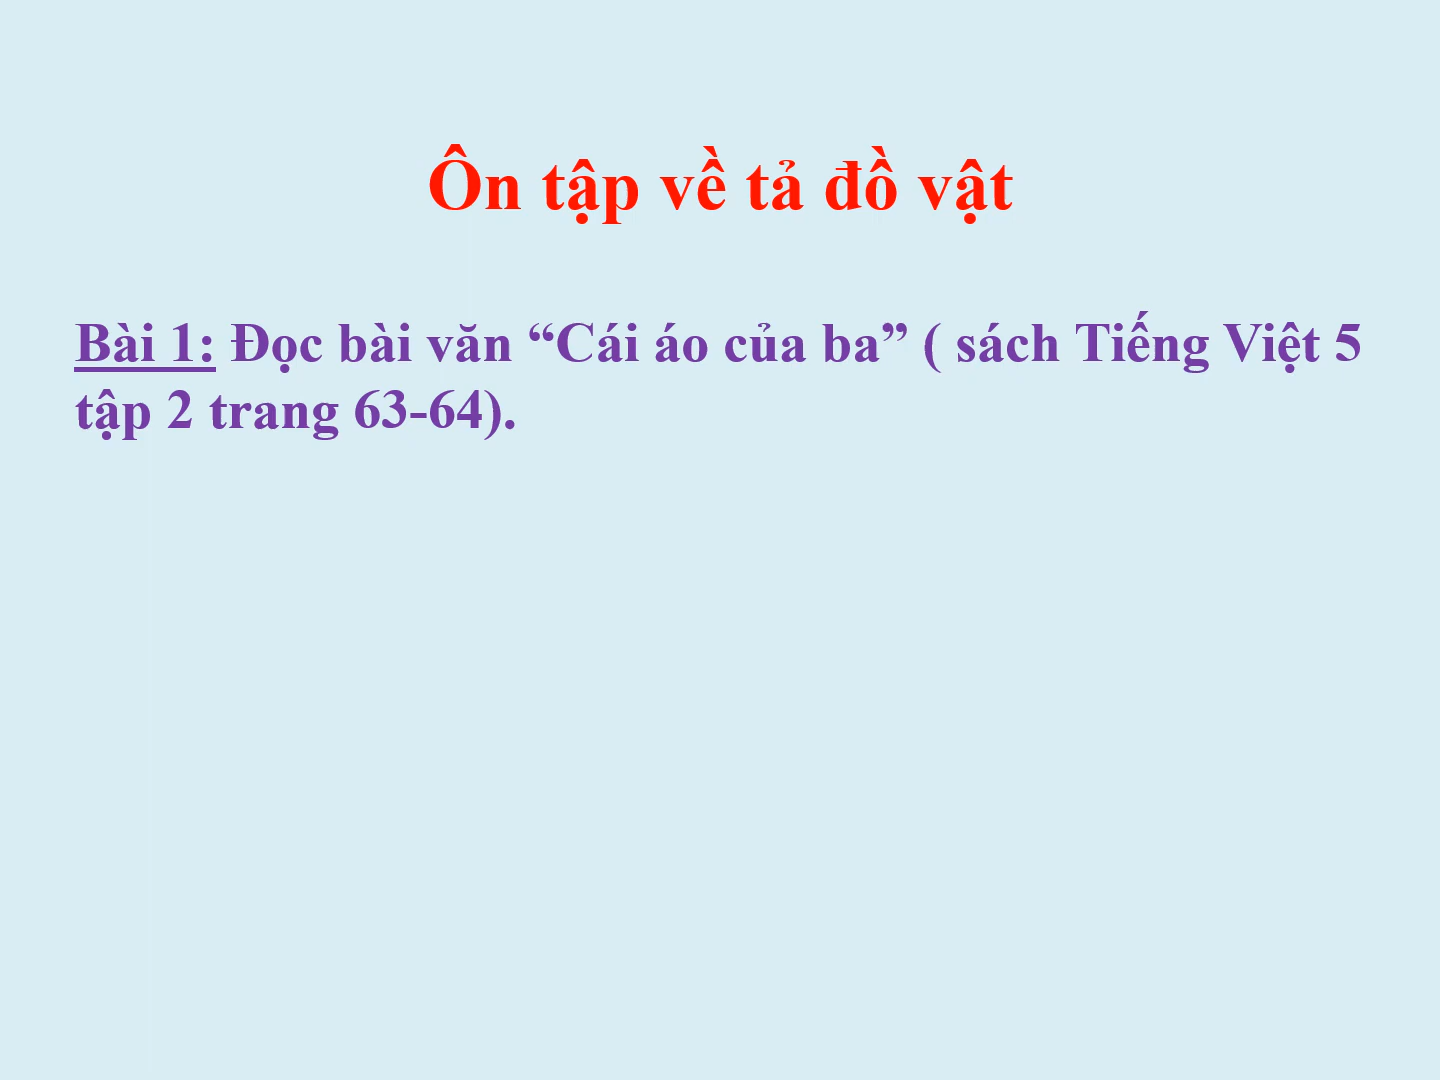 Ôn tập về tả đồ vật
Bài 1: Đọc bài văn “Cái áo của ba” ( sách Tiếng Việt 5
tập 2 trang 63-64).